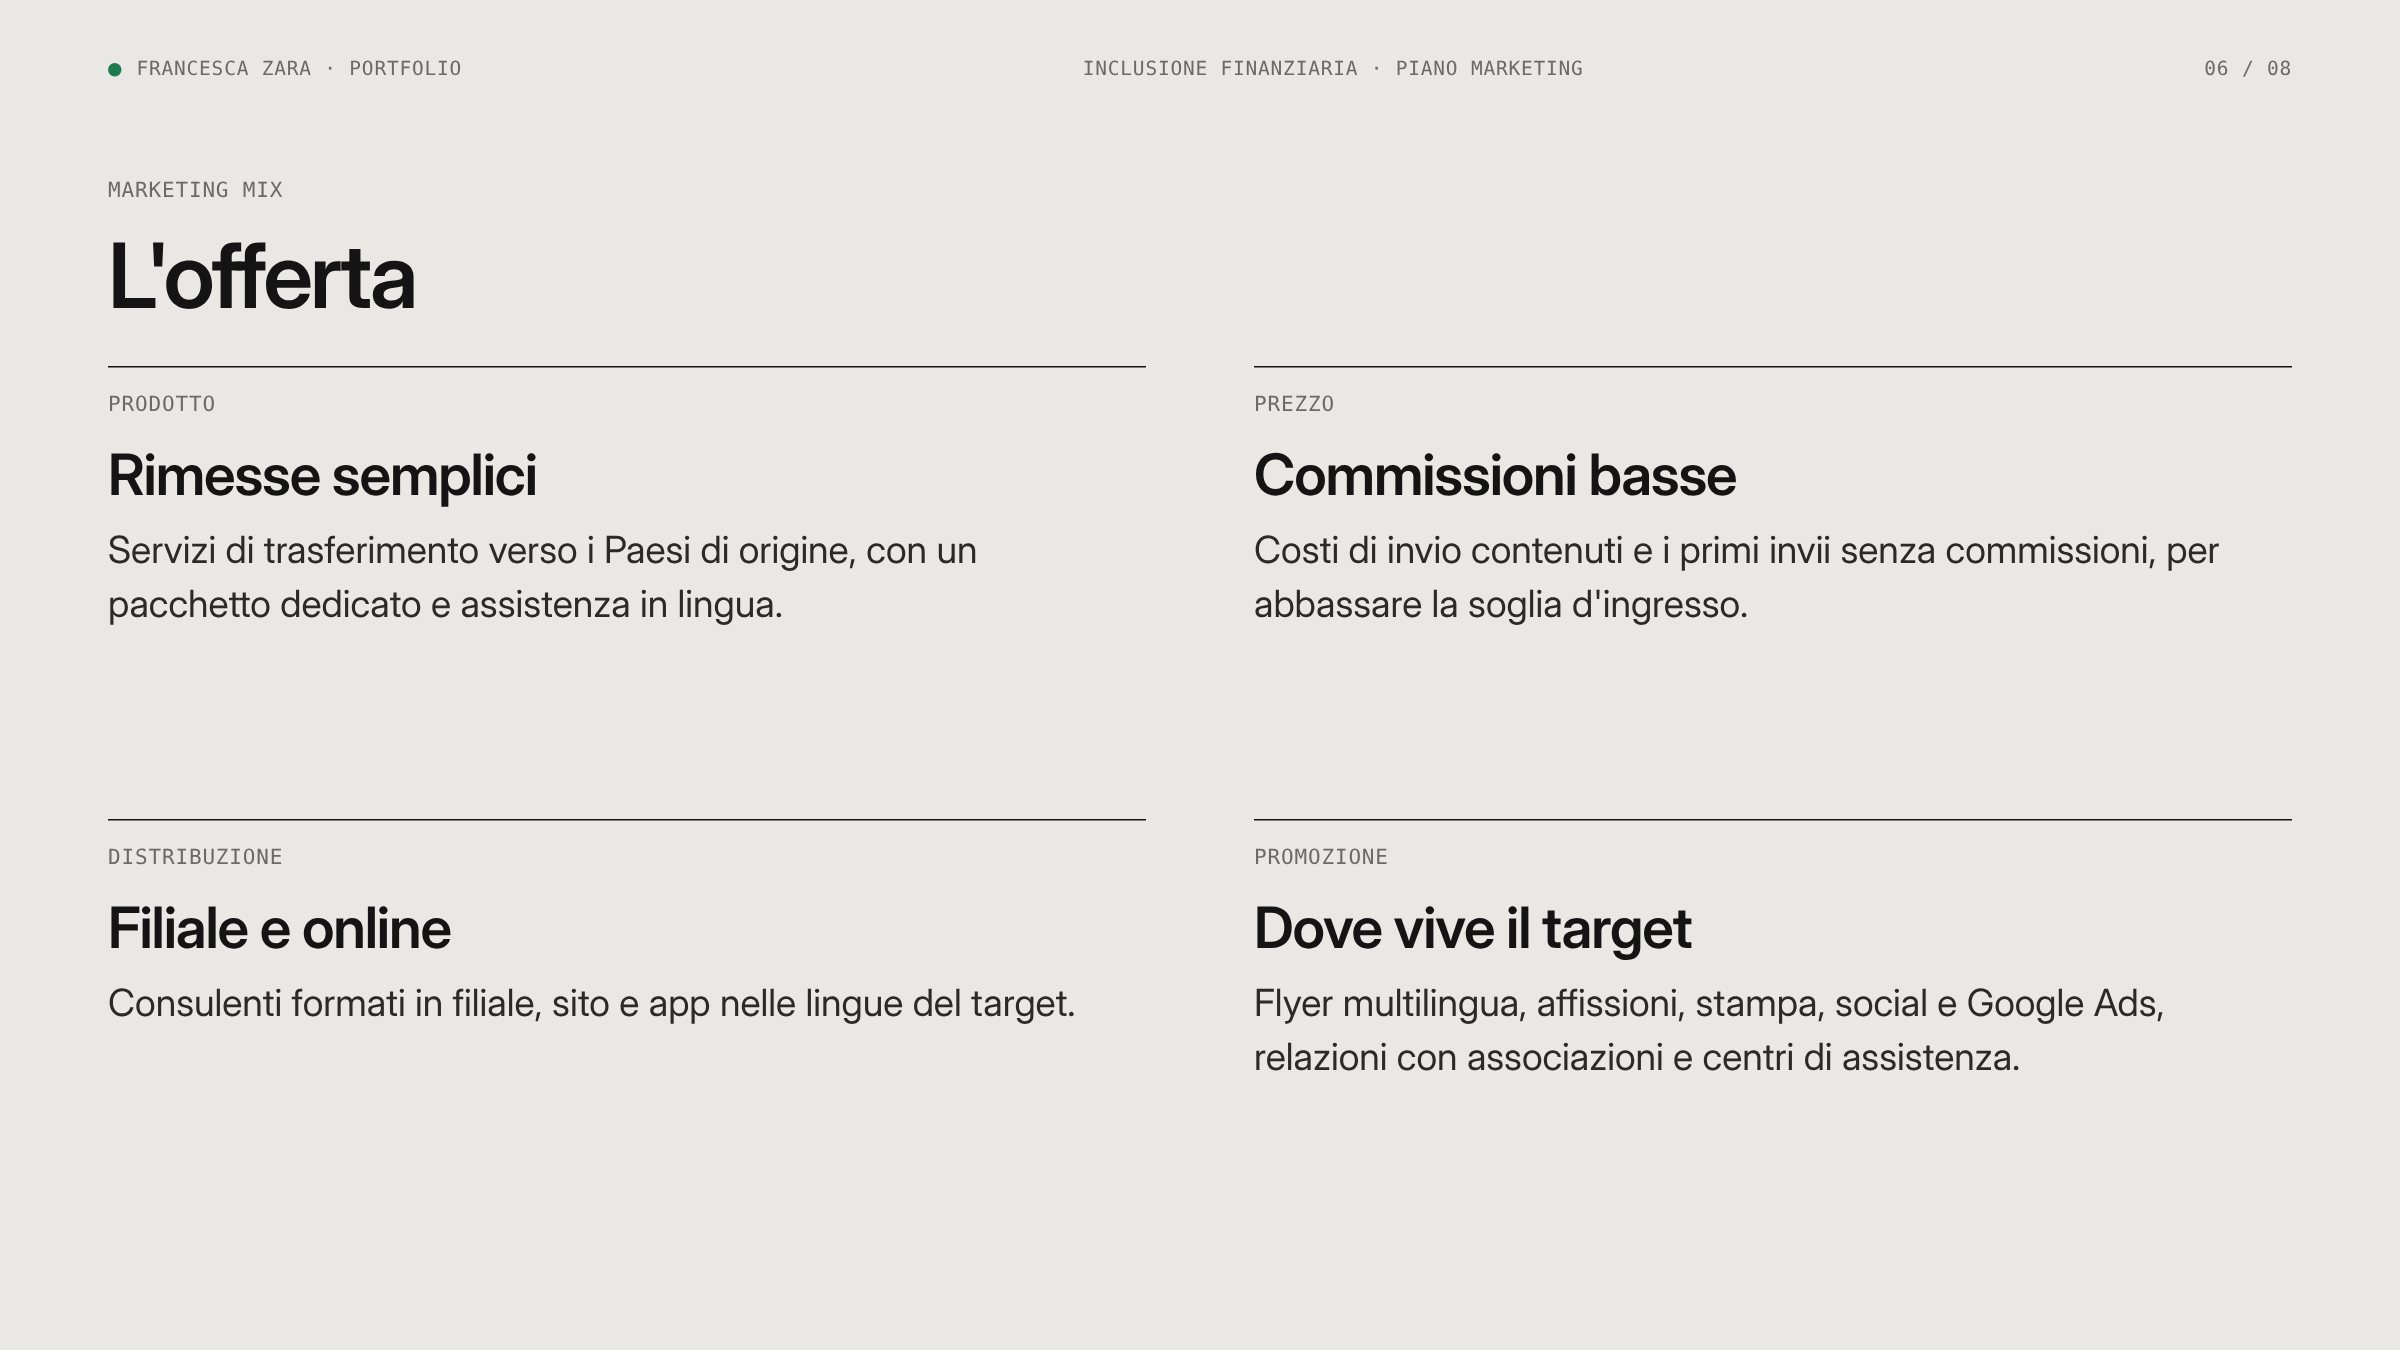 FRANCESCA ZARA · PORTFOLIO
INCLUSIONE FINANZIARIA · PIANO MARKETING
06 / 08
MARKETING MIX
L'offerta
PRODOTTO
Rimesse semplici
Servizi di trasferimento verso i Paesi di origine, con un
pacchetto dedicato e assistenza in lingua.
PREZZO
Commissioni basse
Costi di invio contenuti e i primi invii senza commissioni, per
abbassare la soglia d'ingresso.
DISTRIBUZIONE
Filiale e online
Consulenti formati in filiale, sito e app nelle lingue del target.
PROMOZIONE
Dove vive il target
Flyer multilingua, affissioni, stampa, social e Google Ads,
relazioni con associazioni e centri di assistenza.